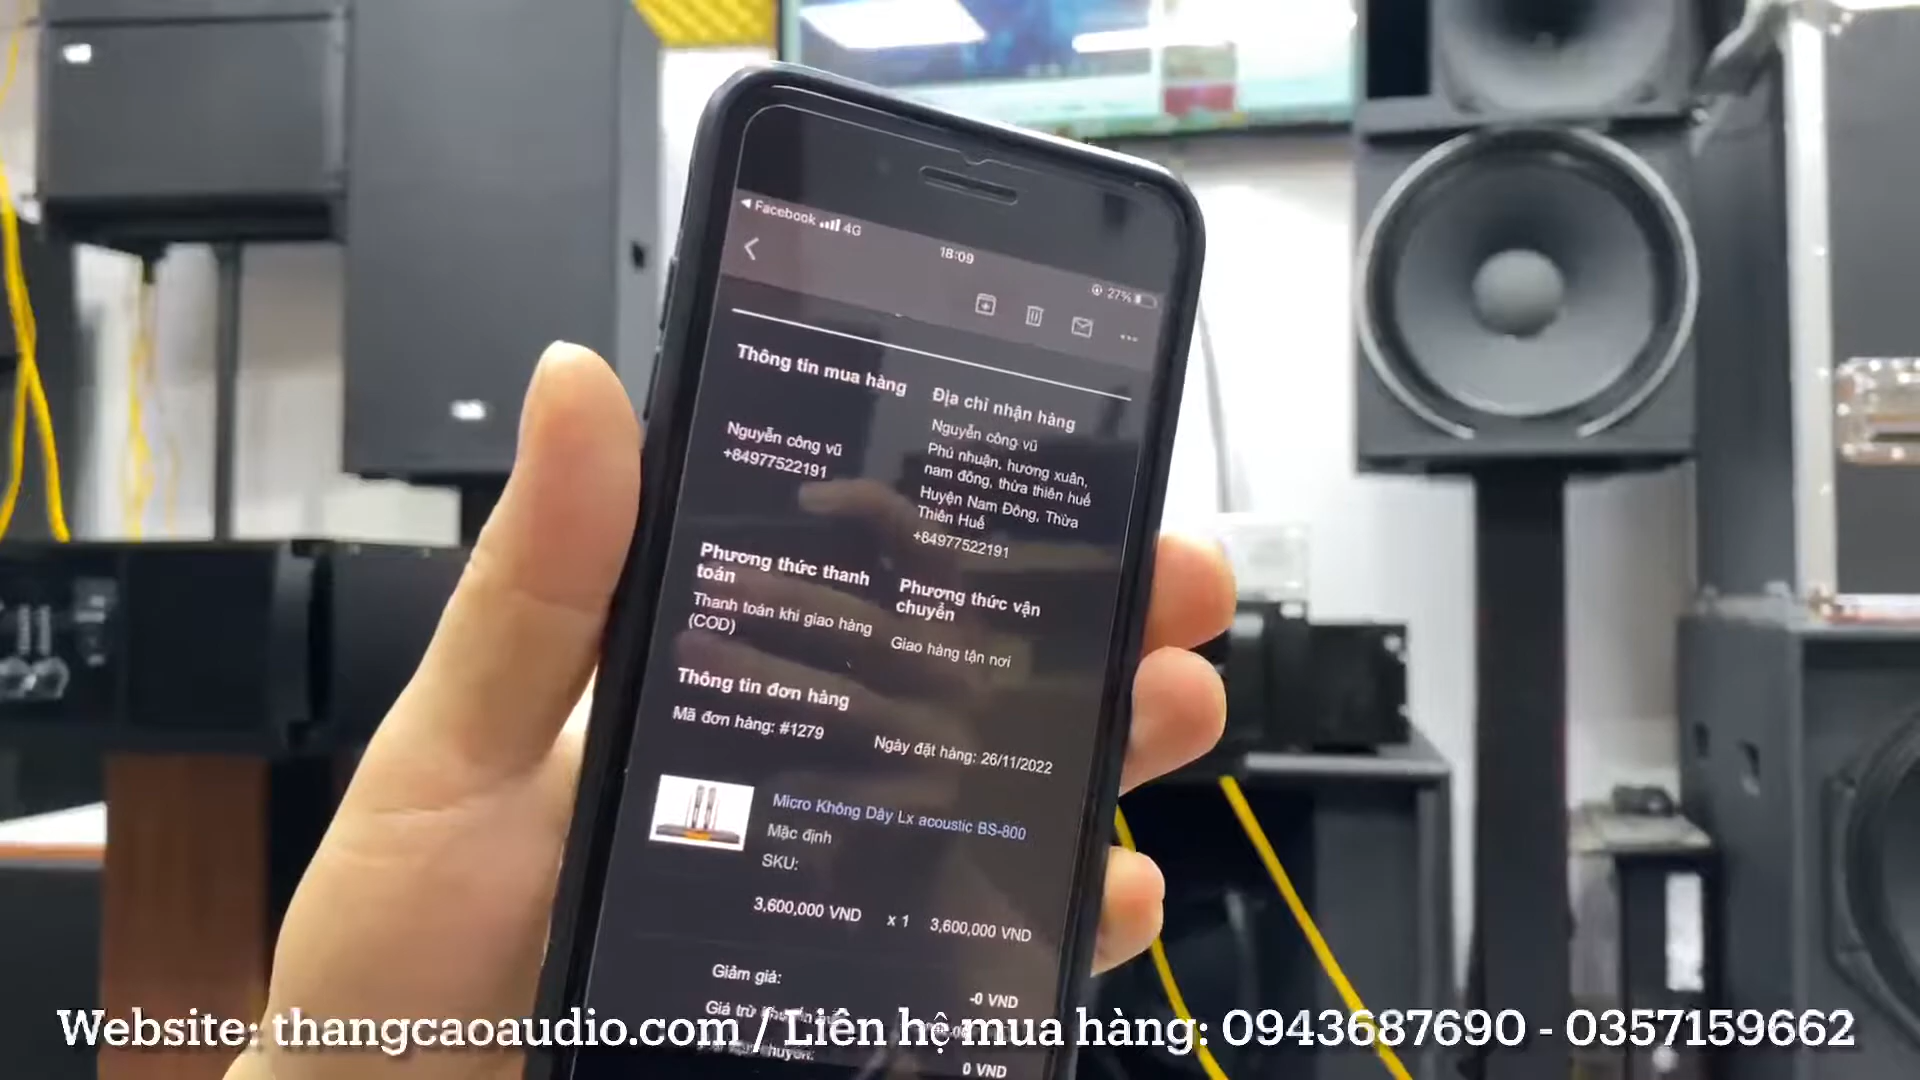 Facebook 4G
18:09
27%
Thông tin mua hàng
Nguyễn công vũ
+84977522191
Địa chỉ nhận hàng
Nguyễn công vũ
Phú nhuận, hương xuân,
nam đông, thừa thiên huế
Huyện Nam Đông, Thừa
Thiên Huế
+84977522191
Phương thức thanh
toán
Thanh toán khi giao hàng
(COD)
Phương thức vận
chuyển
Giao hàng tận nơi
Thông tin đơn hàng
Mã đơn hàng: #1279
Ngày đặt hàng: 26/11/2022
Micro Không Dây Lx acoustic BS-800
Mặc định
SKU:
3,600,000 VND x 1 3,600,000 VND
Giảm giá:
-0 VND
Giá trừ
0 VND
Website: thangcaoaudio.com / Liên hệ mua hàng: 0943687690 - 0357159662